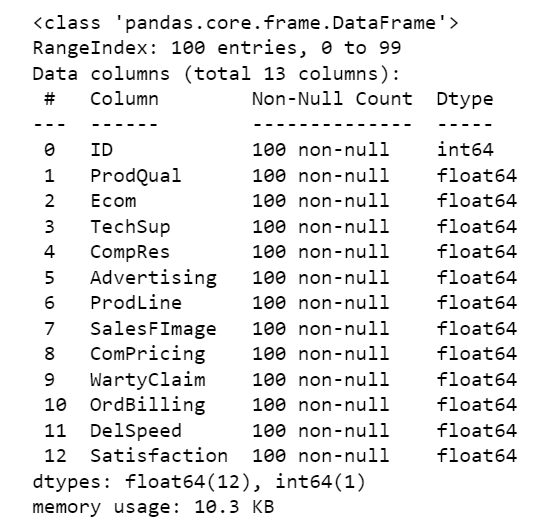 <class 'pandas.core.frame.DataFrame'>
RangeIndex: 100 entries, 0 to 99
Data columns (total 13 columns):
 #   Column        Non-Null Count  Dtype
---  ------        --------------  -----
 0   ID            100 non-null    int64
 1   ProdQual      100 non-null    float64
 2   Ecom          100 non-null    float64
 3   TechSup       100 non-null    float64
 4   CompRes       100 non-null    float64
 5   Advertising   100 non-null    float64
 6   ProdLine      100 non-null    float64
 7   SalesFImage   100 non-null    float64
 8   ComPricing    100 non-null    float64
 9   WartyClaim    100 non-null    float64
 10  OrdBilling    100 non-null    float64
 11  DelSpeed      100 non-null    float64
 12  Satisfaction  100 non-null    float64
dtypes: float64(12), int64(1)
memory usage: 10.3 KB